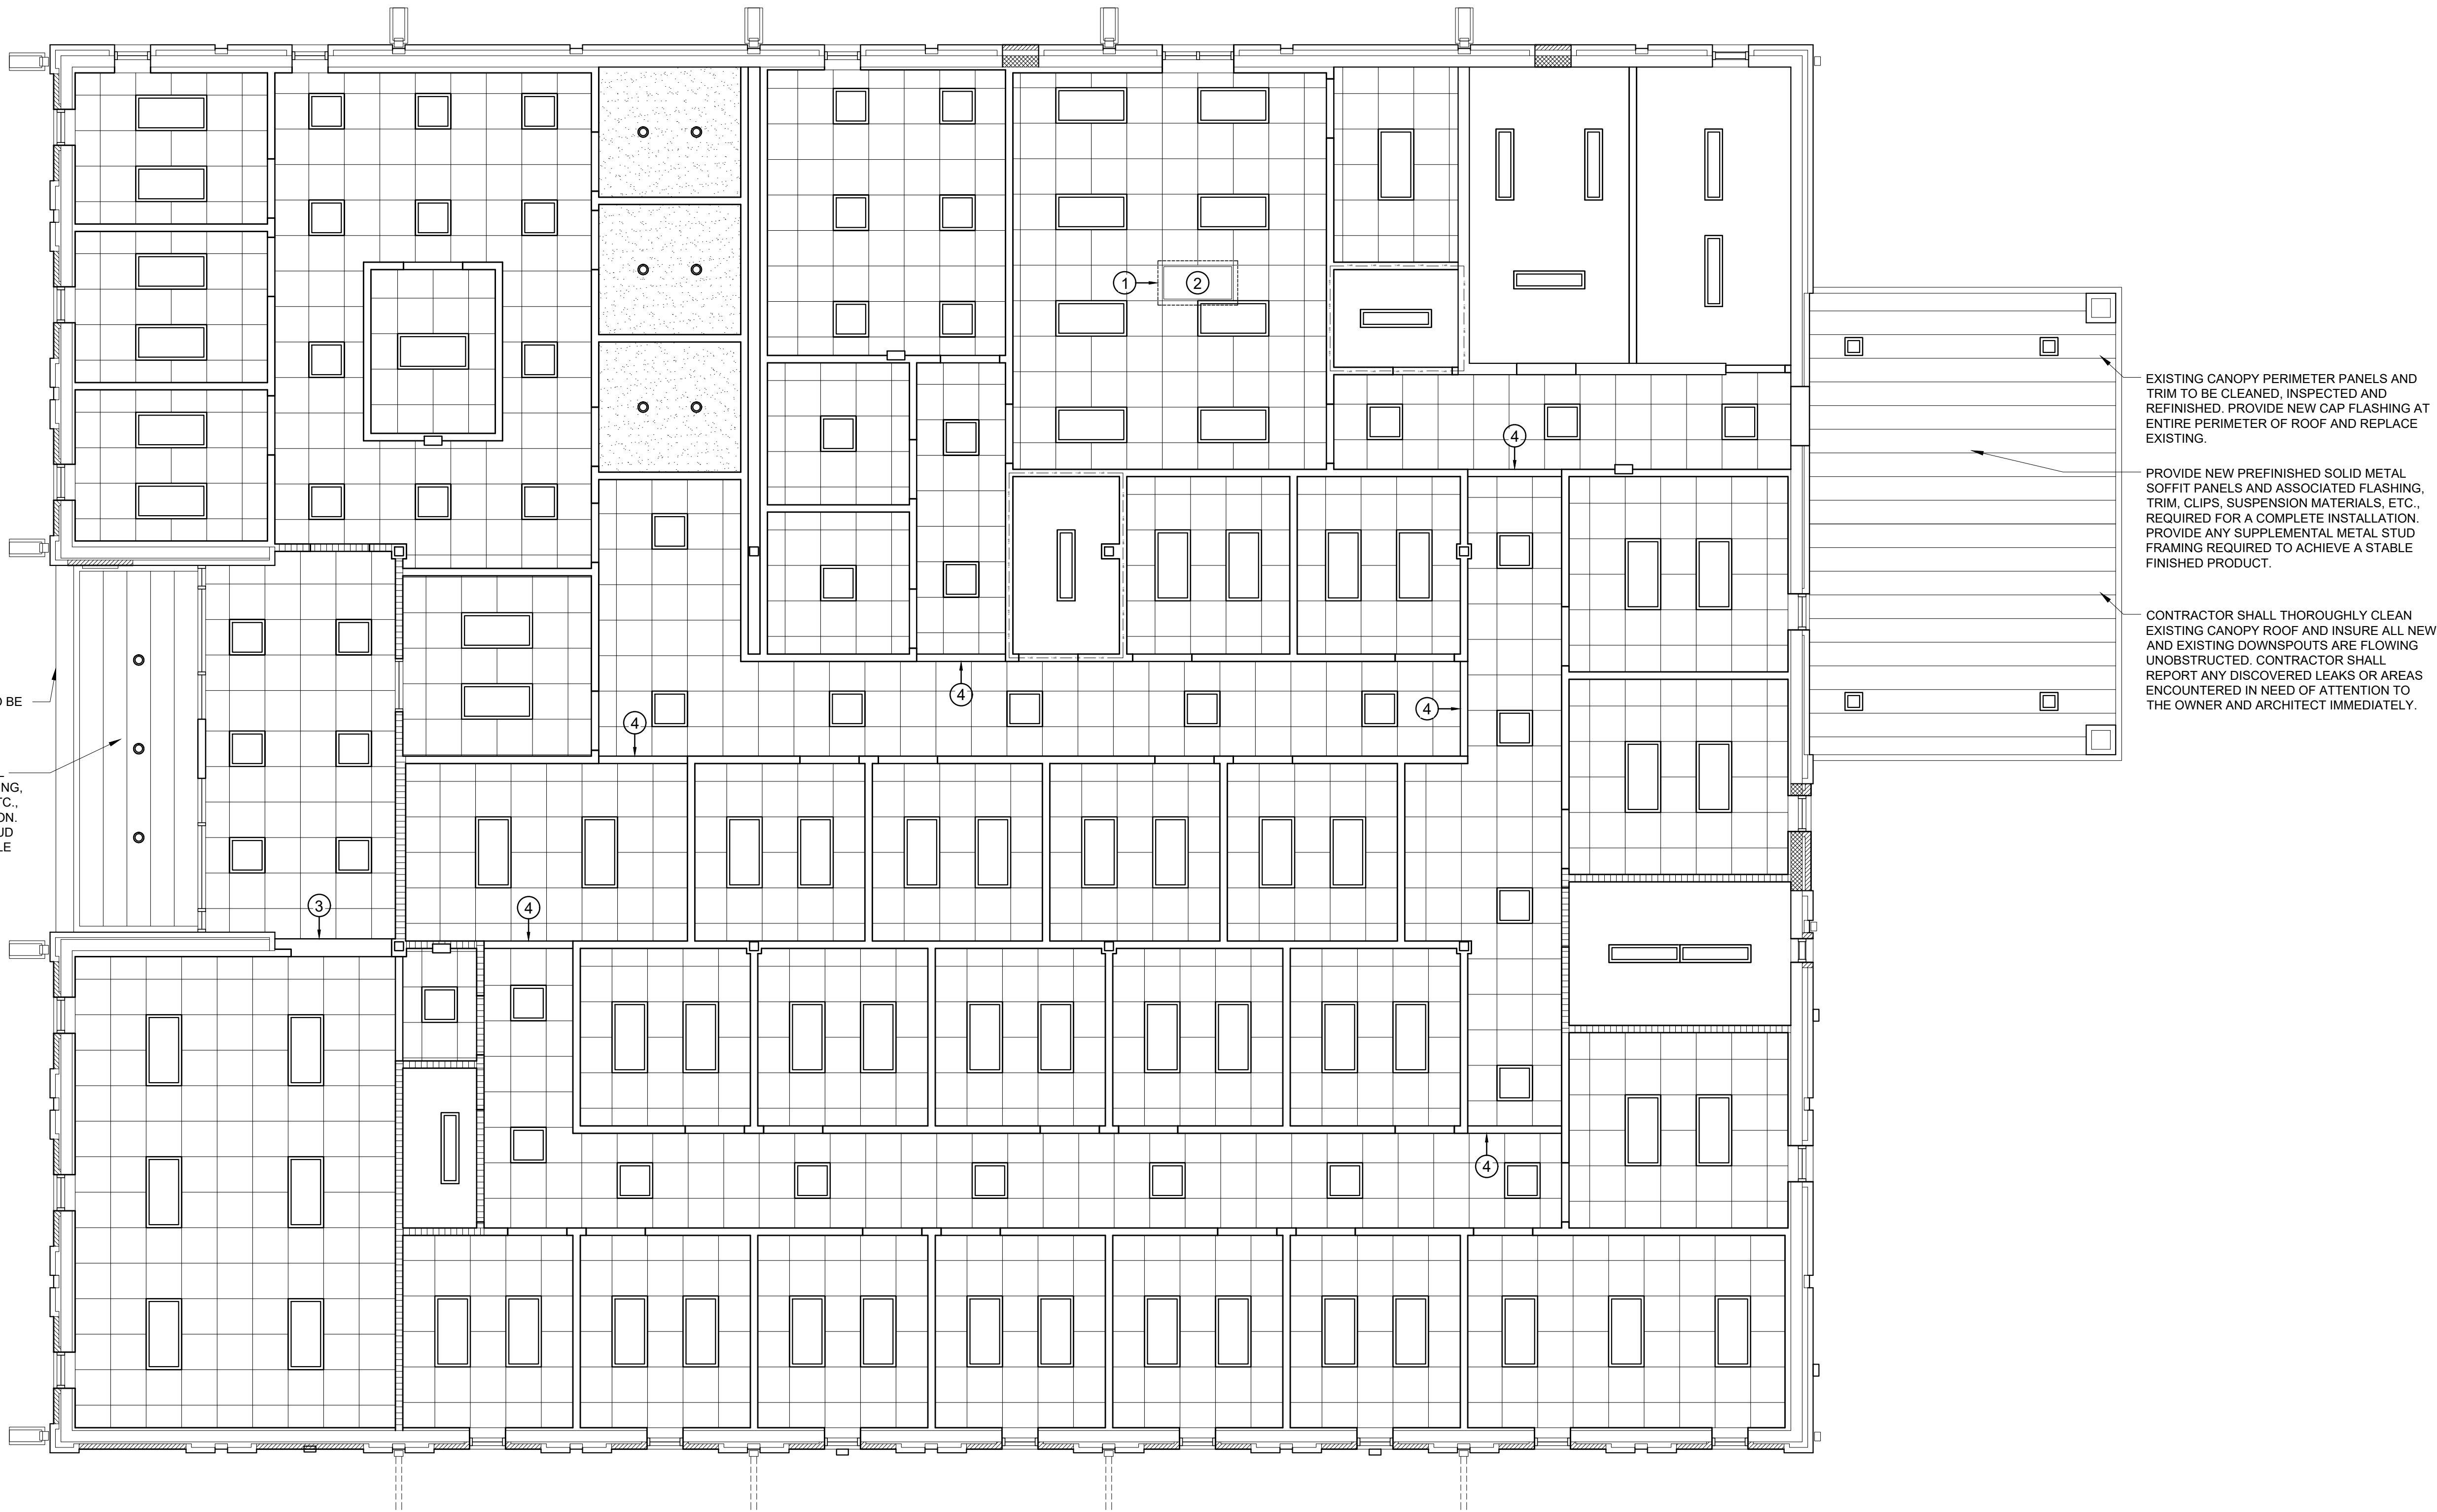 1
2
EXISTING CANOPY PERIMETER PANELS AND
TRIM TO BE CLEANED, INSPECTED AND
REFINISHED. PROVIDE NEW CAP FLASHING AT
ENTIRE PERIMETER OF ROOF AND REPLACE
EXISTING.
4
PROVIDE NEW PREFINISHED SOLID METAL
SOFFIT PANELS AND ASSOCIATED FLASHING,
TRIM, CLIPS, SUSPENSION MATERIALS, ETC.,
REQUIRED FOR A COMPLETE INSTALLATION.
PROVIDE ANY SUPPLEMENTAL METAL STUD
FRAMING REQUIRED TO ACHIEVE A STABLE
FINISHED PRODUCT.
CONTRACTOR SHALL THOROUGHLY CLEAN
EXISTING CANOPY ROOF AND INSURE ALL NEW
AND EXISTING DOWNSPOUTS ARE FLOWING
UNOBSTRUCTED. CONTRACTOR SHALL
REPORT ANY DISCOVERED LEAKS OR AREAS
ENCOUNTERED IN NEED OF ATTENTION TO
THE OWNER AND ARCHITECT IMMEDIATELY.
4
BE
4
4
3
4
4